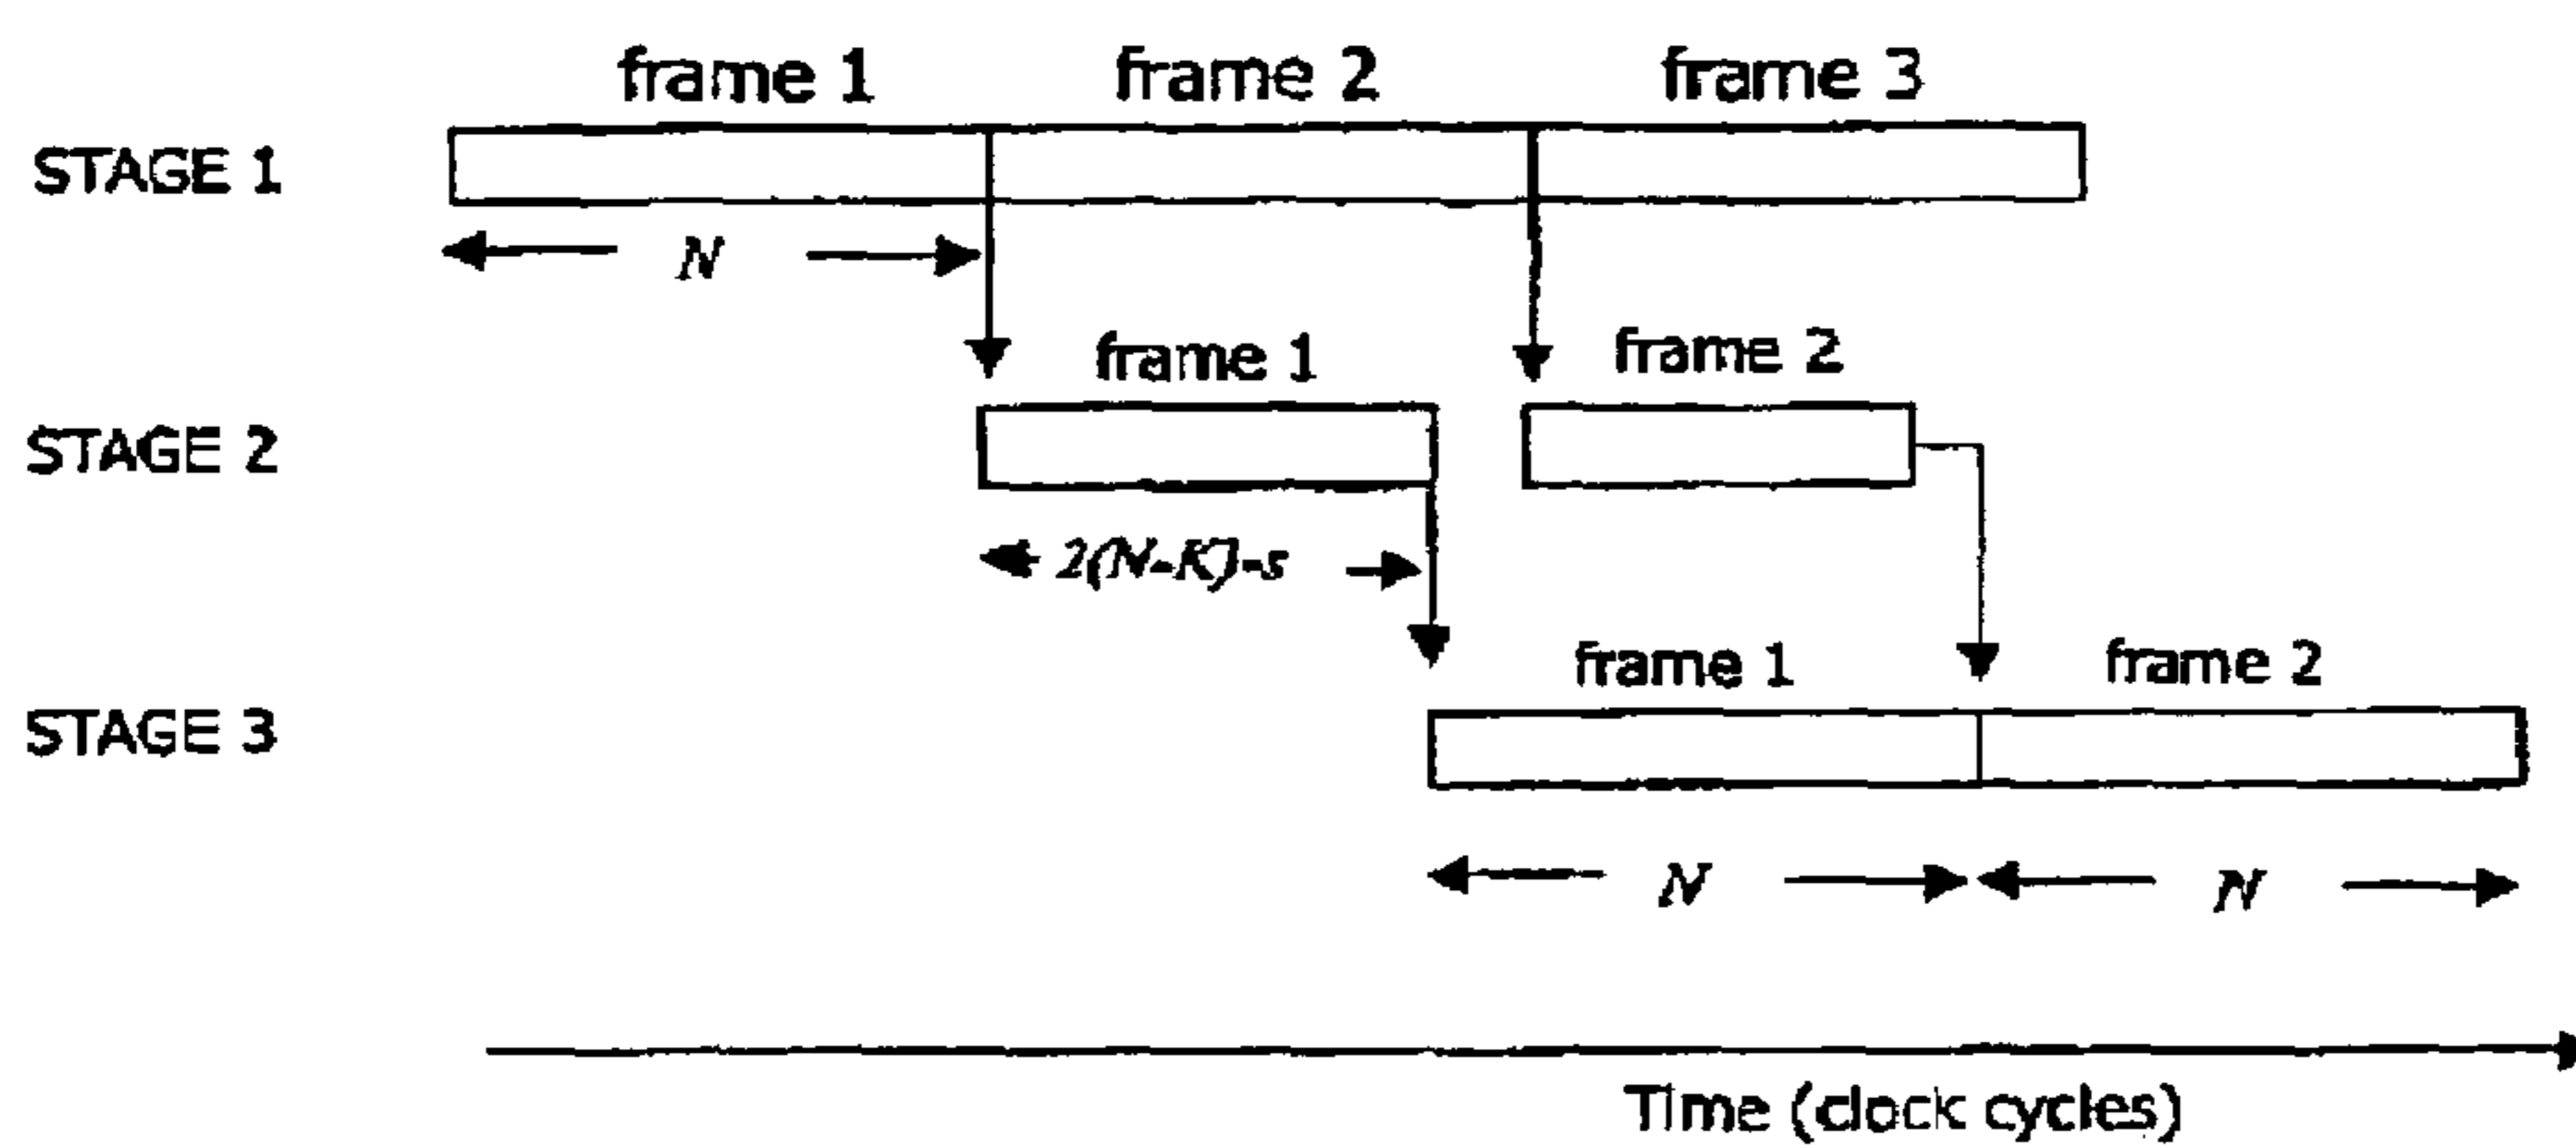 frame 1 frame 2 frame 3
STAGE 1
N
frame 1 frame 2
STAGE 2
2(N-K)-s
frame 1 frame 2
STAGE 3
N N
Time (clock cycles)